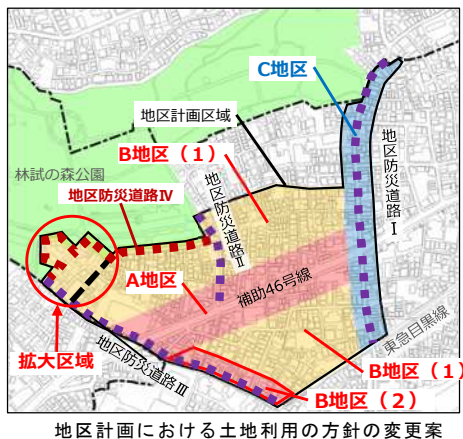 C地区
地区計画区域
B地区（1）
林試の森公園
地区防災道路Ⅳ
地区防災道路Ⅱ
地区防災道路Ⅰ
A地区
補助46号線
東急目黒線
拡大区域
地区防災道路Ⅲ
B地区（1）
B地区（2）
地区計画における土地利用の方針の変更案